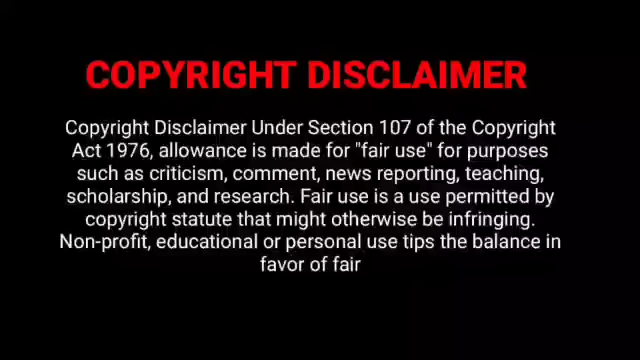 COPYRIGHT DISCLAIMER
Copyright Disclaimer Under Section 107 of the Copyright
Act 1976, allowance is made for "fair use" for purposes
such as criticism, comment, news reporting, teaching,
scholarship, and research. Fair use is a use permitted by
copyright statute that might otherwise be infringing.
Non-profit, educational or personal use tips the balance in
favor of fair